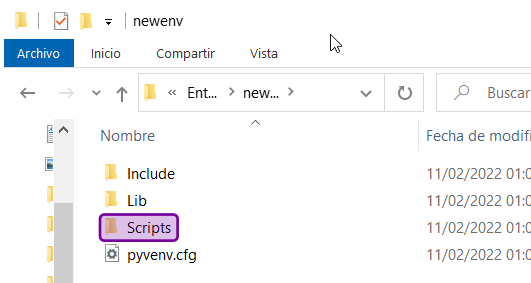 newenv
Archivo Inicio Compartir Vista
« Ent... > new... > Buscar
Nombre Fecha de modifi
Include 11/02/2022 01:0
Lib 11/02/2022 01:0
Scripts 11/02/2022 01:0
pyvenv.cfg 11/02/2022 01:0